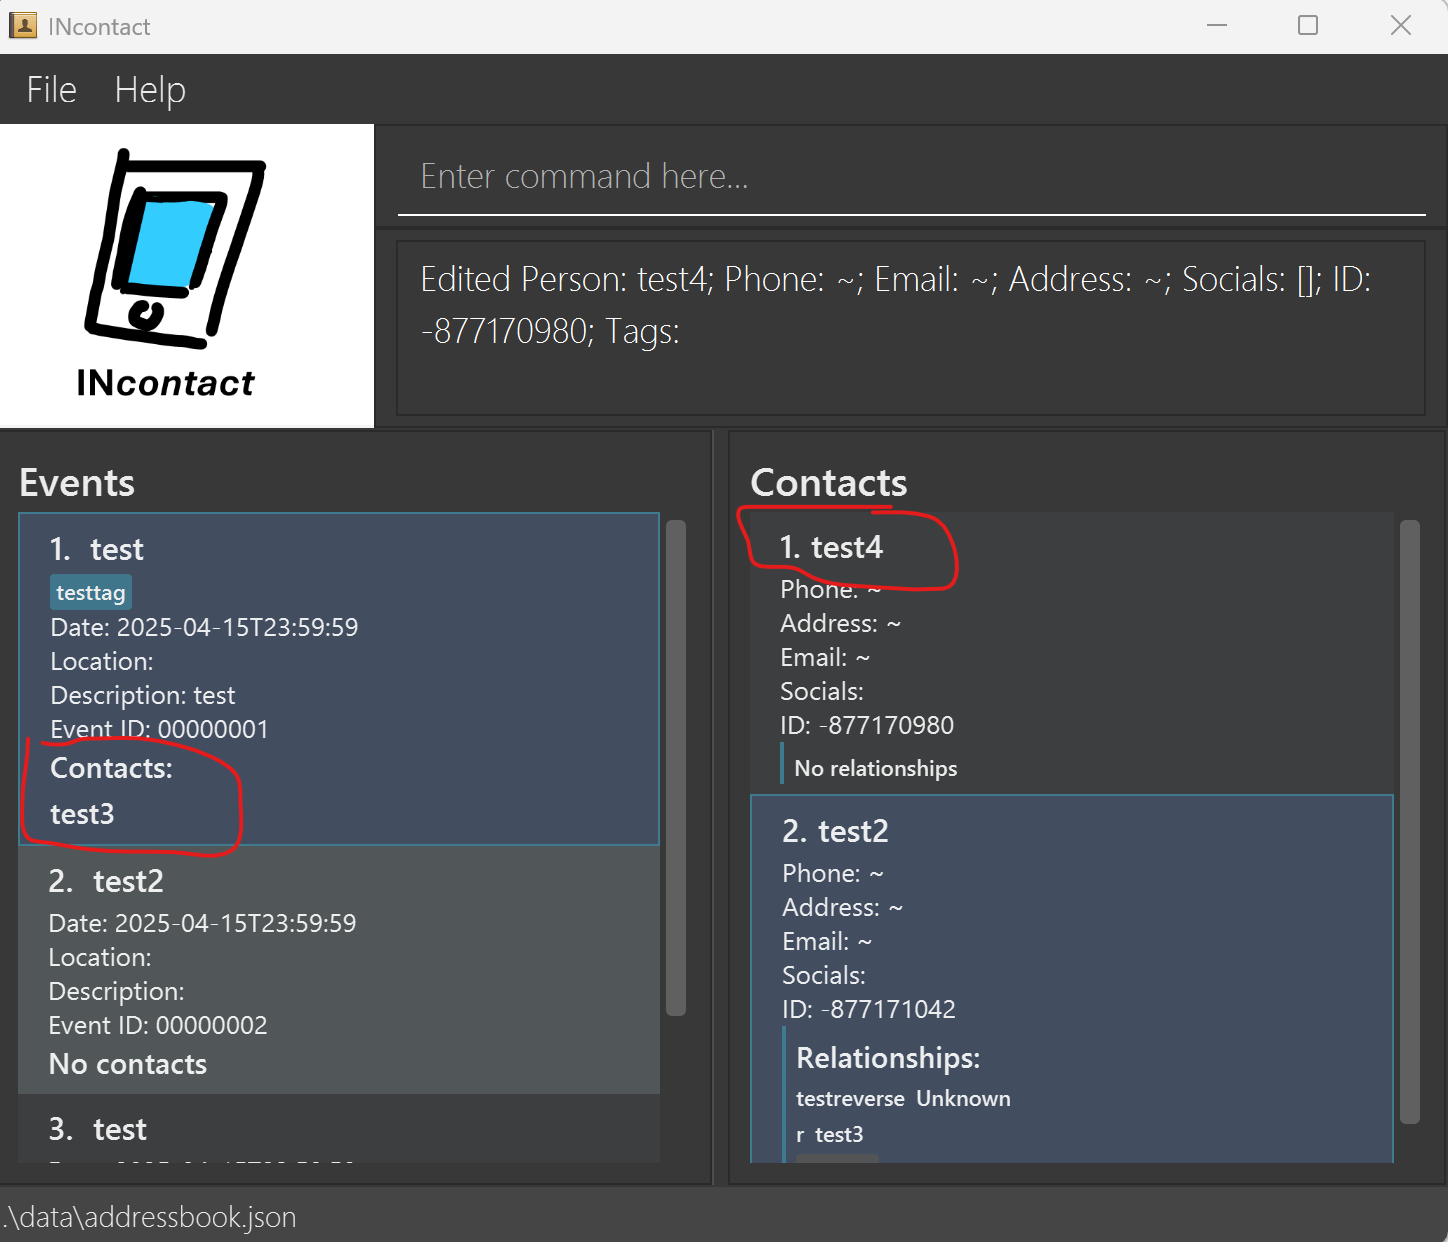 INcontact
File Help
INcontact
Enter command here...
Edited Person: test4; Phone: ~; Email: ~; Address: ~; Socials: []; ID:
-877170980; Tags:
Events
1. test
testtag
Date: 2025-04-15T23:59:59
Location:
Description: test
Event ID: 00000001
Contacts:
test3
2. test2
Date: 2025-04-15T23:59:59
Location:
Description:
Event ID: 00000002
No contacts
3. test
Contacts
1. test4
Phone: ~
Address: ~
Email: ~
Socials:
ID: -877170980
No relationships
2. test2
Phone: ~
Address: ~
Email: ~
Socials:
ID: -877171042
Relationships:
testreverse Unknown
r test3
.\data\addressbook.json